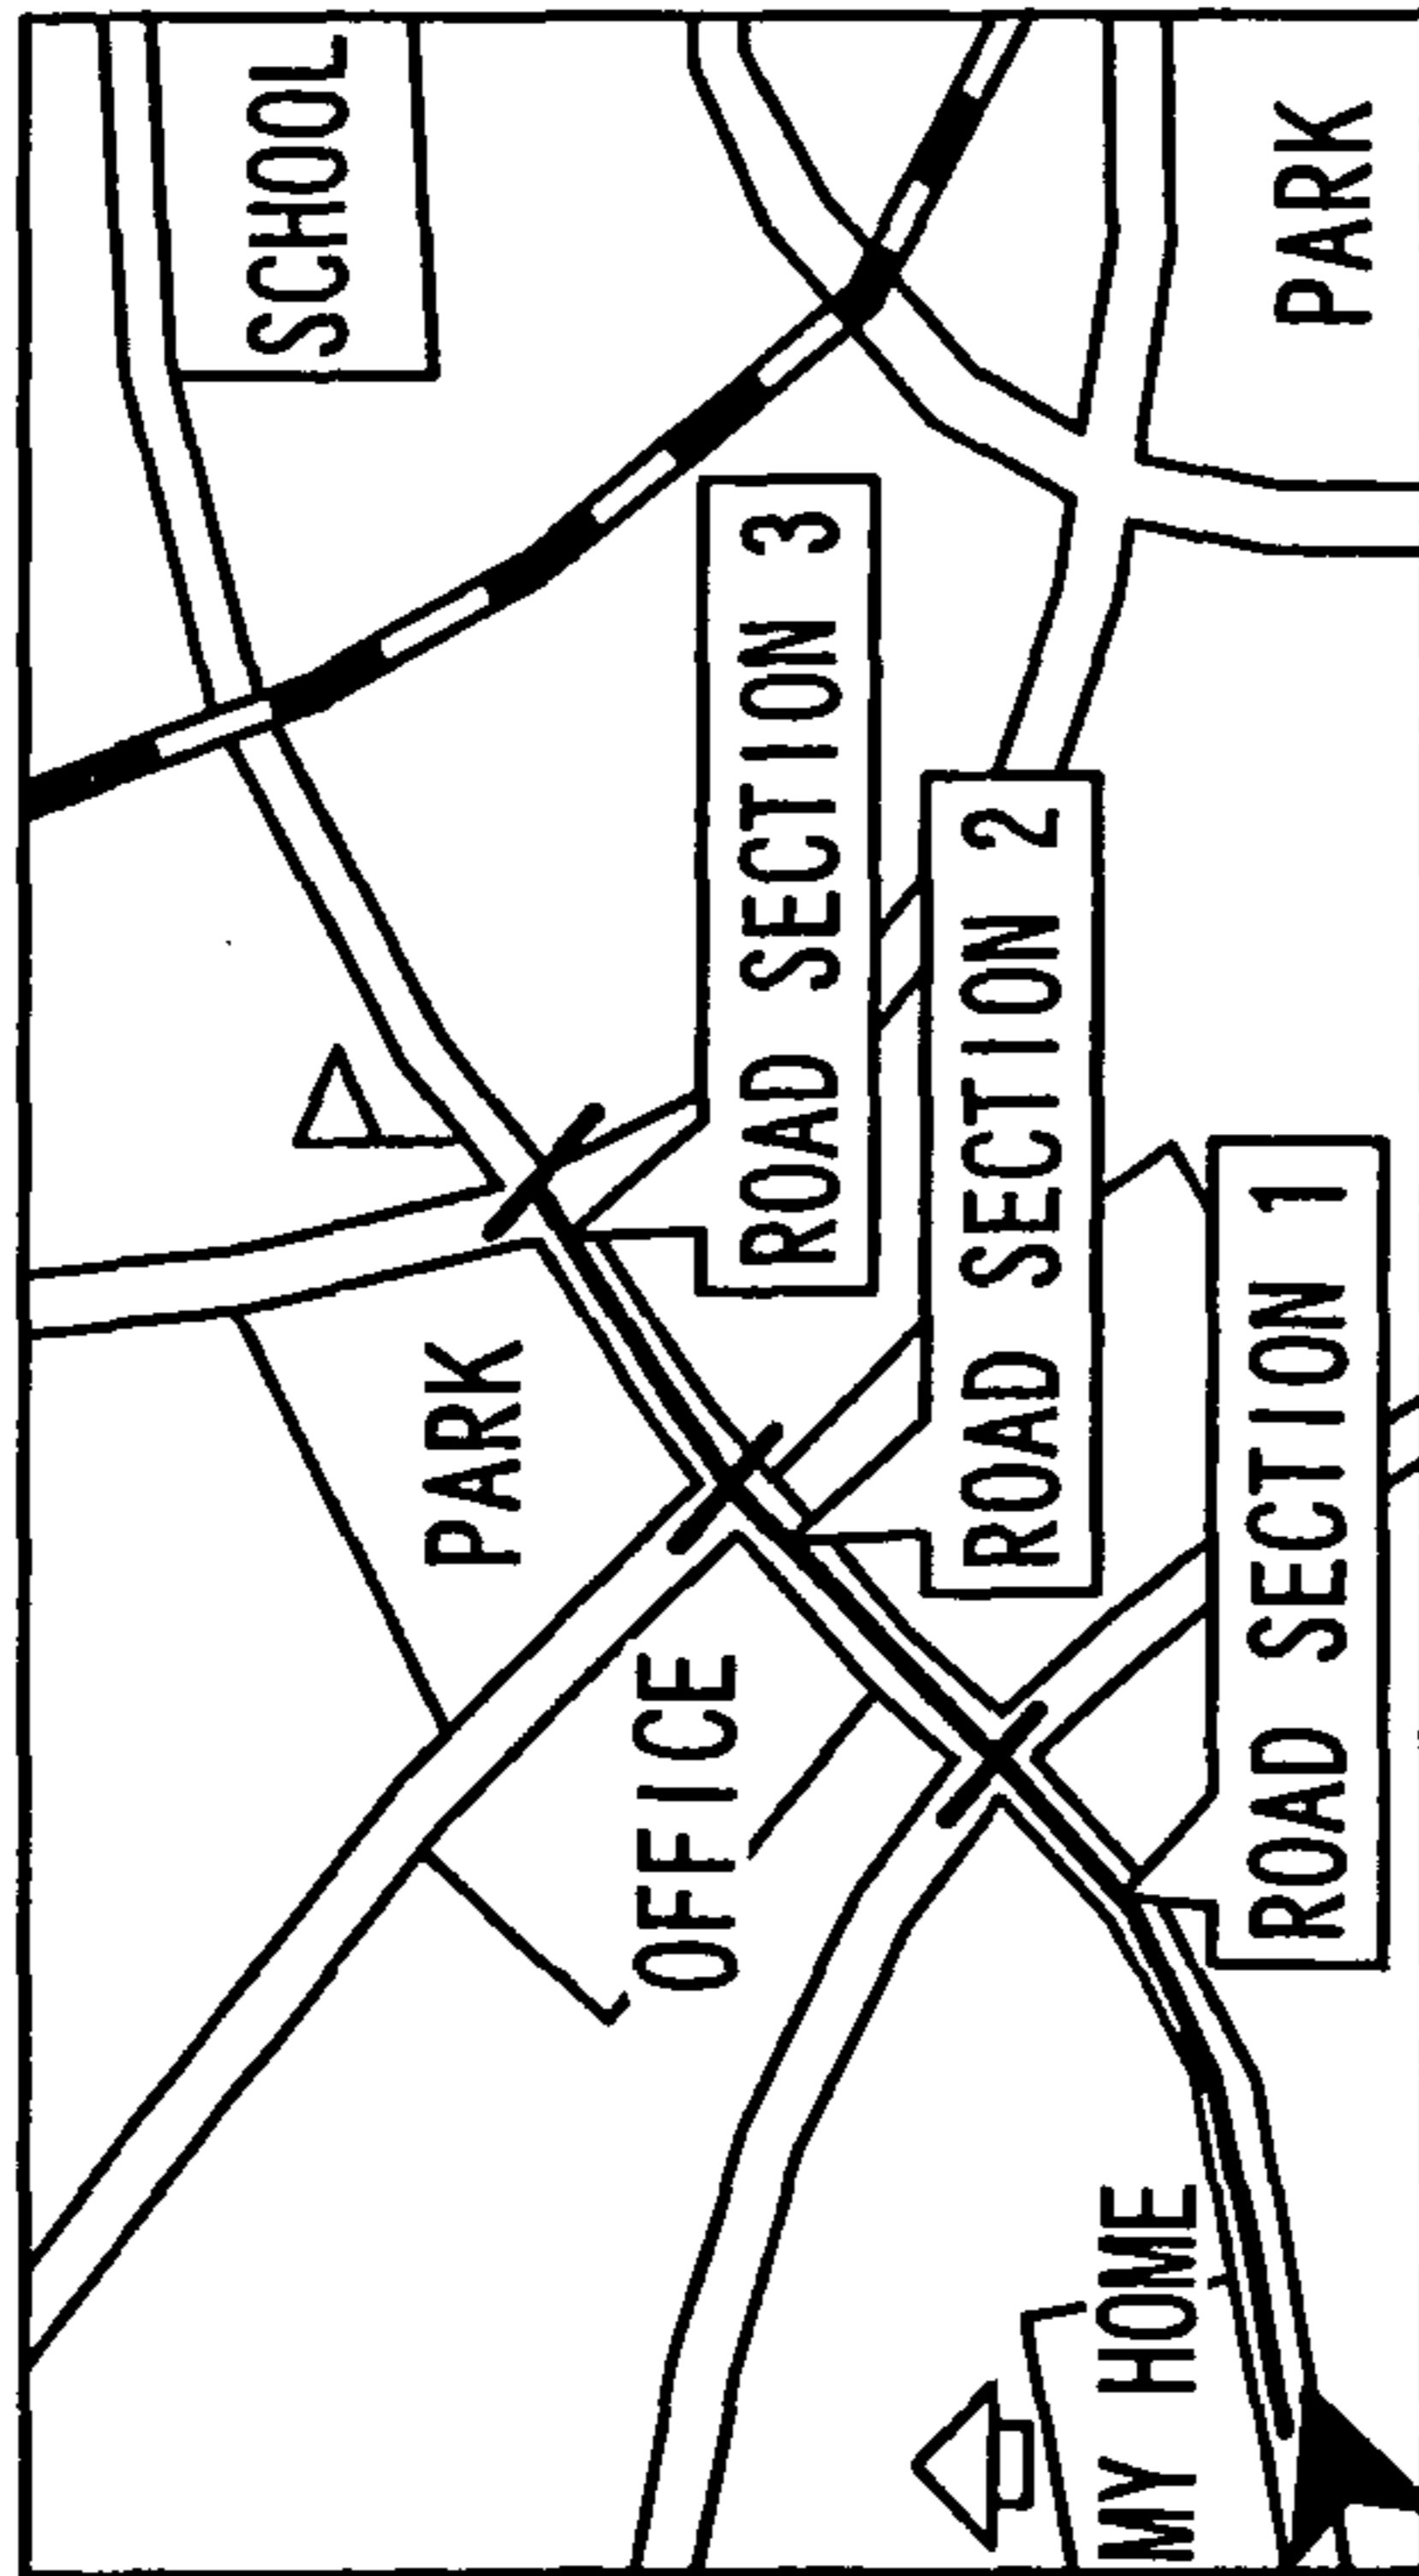 SCHOOL
PARK
OFFICE
ROAD SECTION 3
MY HOME
ROAD SECTION 2
ROAD SECTION 1
PARK